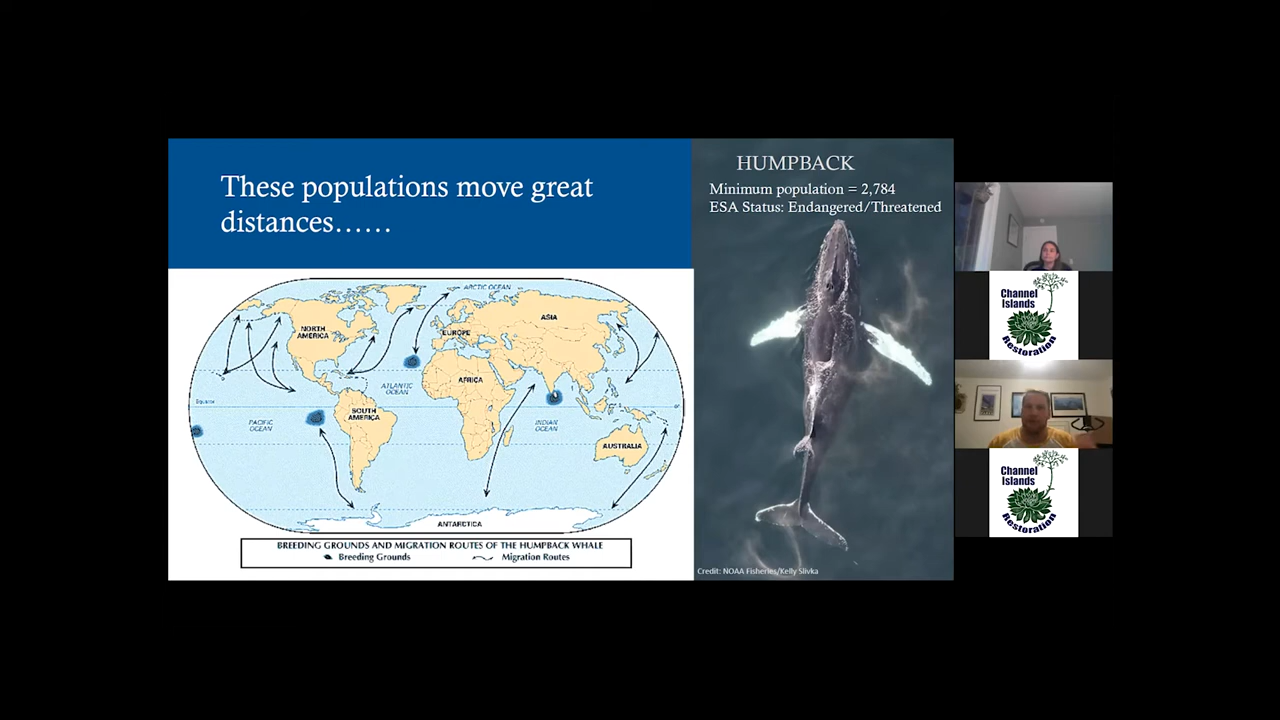 These populations move great
distances……
HUMPBACK
Minimum population = 2,784
ESA Status: Endangered/Threatened
ARCTIC OCEAN
NORTH
AMERICA
EUROPE
ASIA
ATLANTIC
OCEAN
AFRICA
Equator
SOUTH
AMERICA
PACIFIC
OCEAN
INDIAN
OCEAN
AUSTRALIA
ANTARCTICA
BREEDING GROUNDS AND MIGRATION ROUTES OF THE HUMPBACK WHALE
Breeding Grounds
Migration Routes
Credit: NOAA Fisheries/Kelly Slivka
Channel
Islands
Restoration
Channel
Islands
Restoration